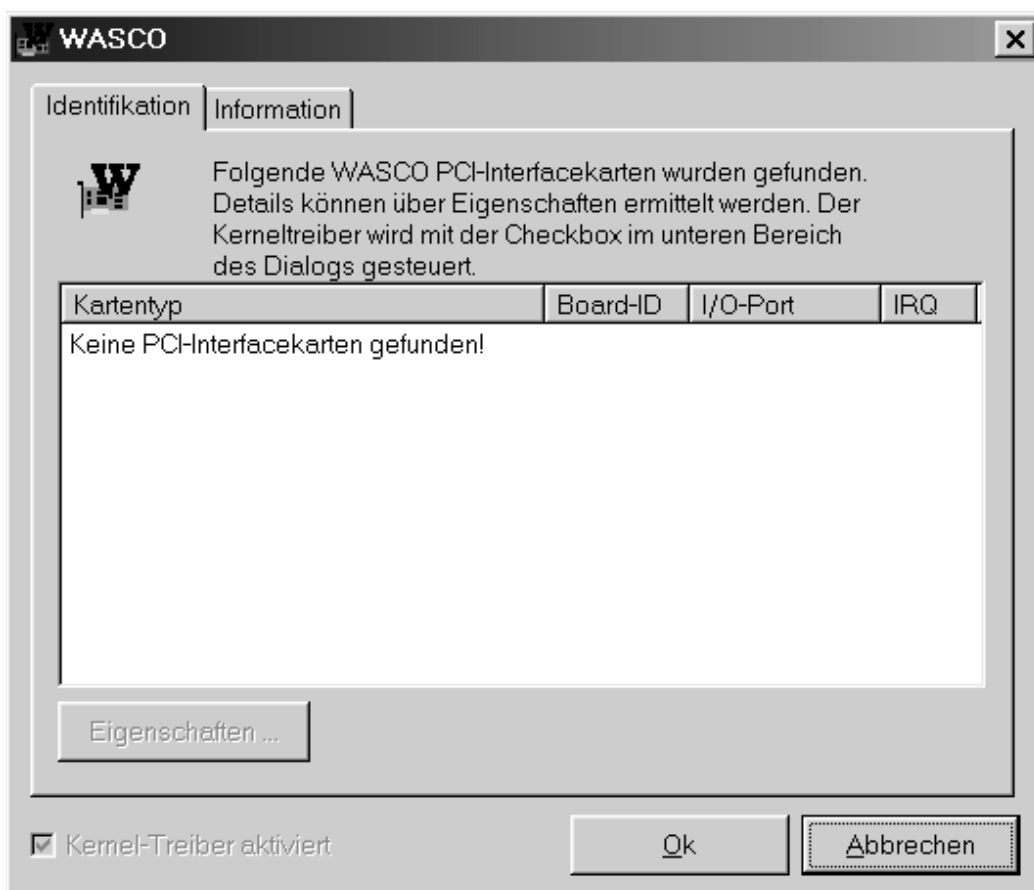 WASCO
Identifikation
Information
W
Folgende WASCO PCI-Interfacekarten wurden gefunden.
Details können über Eigenschaften ermittelt werden. Der
Kerneltreiber wird mit der Checkbox im unteren Bereich
des Dialogs gesteuert.
Kartentyp Board-ID I/O-Port IRQ
Keine PCI-Interfacekarten gefunden!
Eigenschaften ...
Kernel-Treiber aktiviert
Ok
Abbrechen